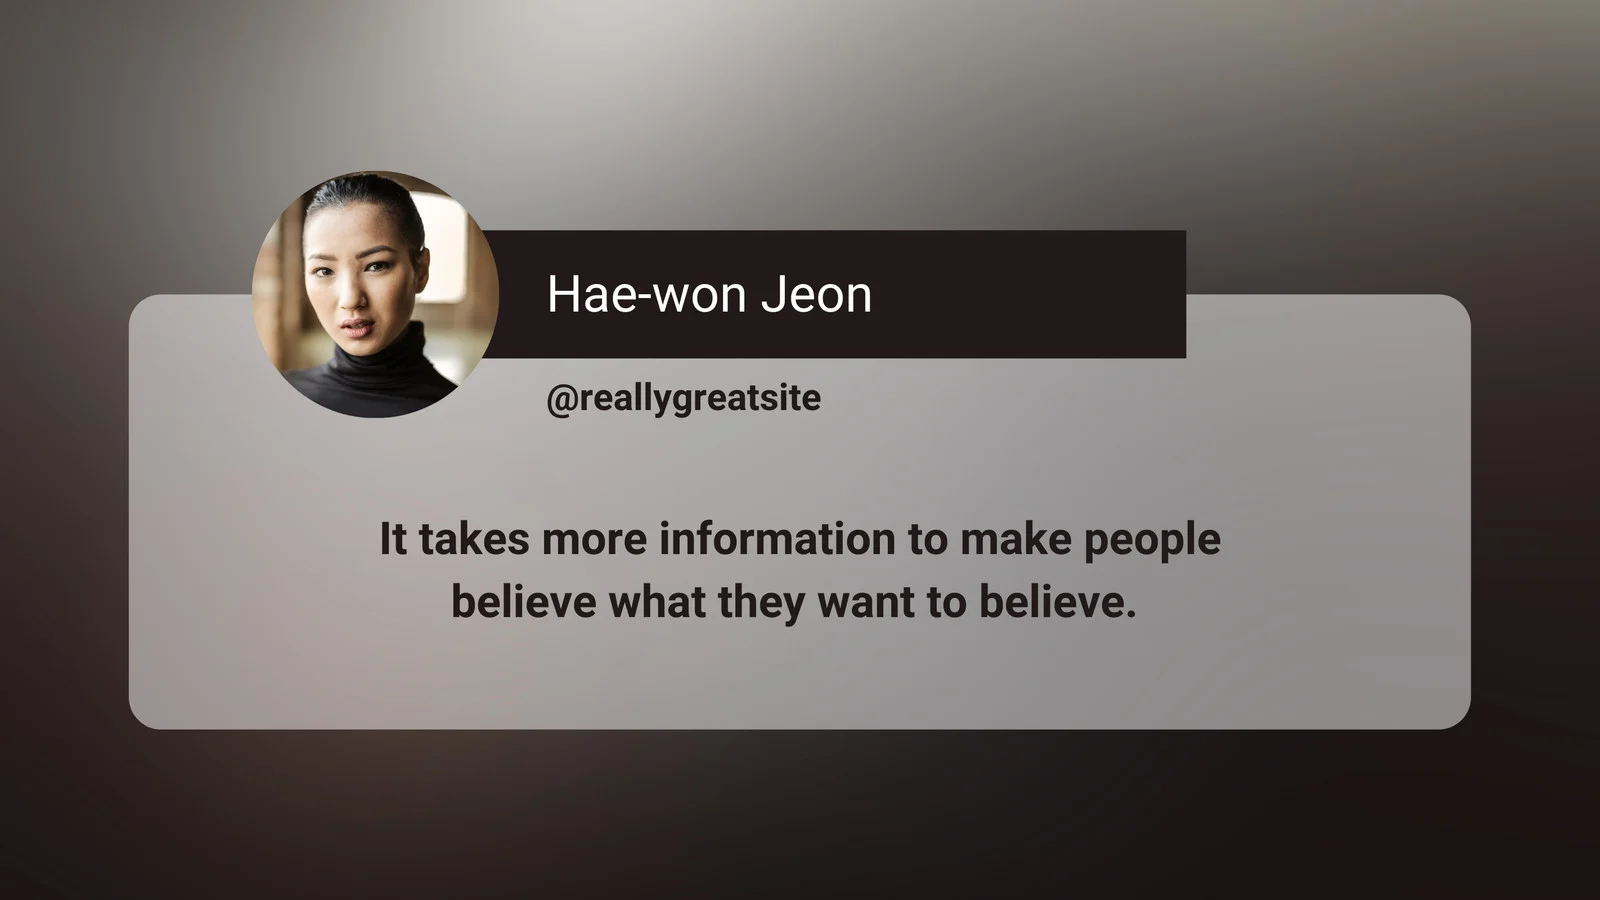 Hae-won Jeon
@reallygreatsite
It takes more information to make people
believe what they want to believe.